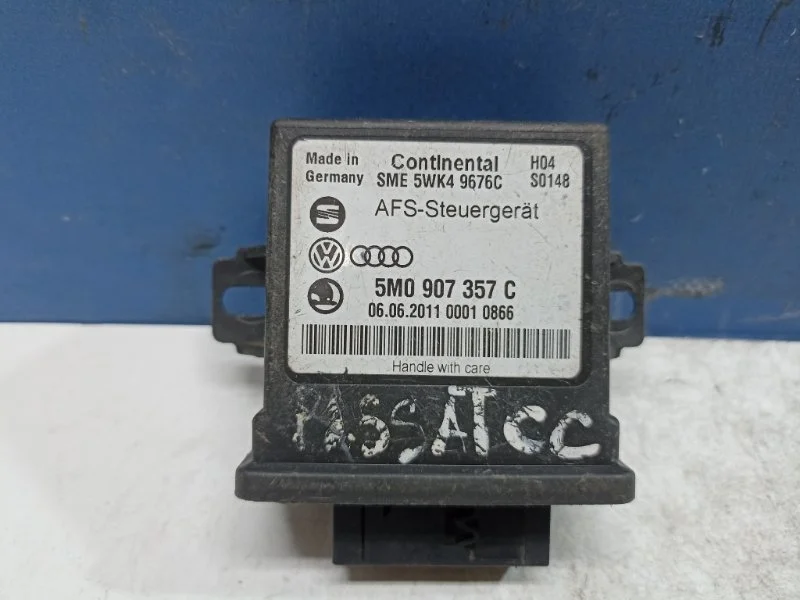 Made in Continental H04
Germany SME 5WK4 9676C S0148
AFS-Steuergerät
5M0 907 357 C
06.06.2011 0001 0866
Handle with care
PASSAT CC